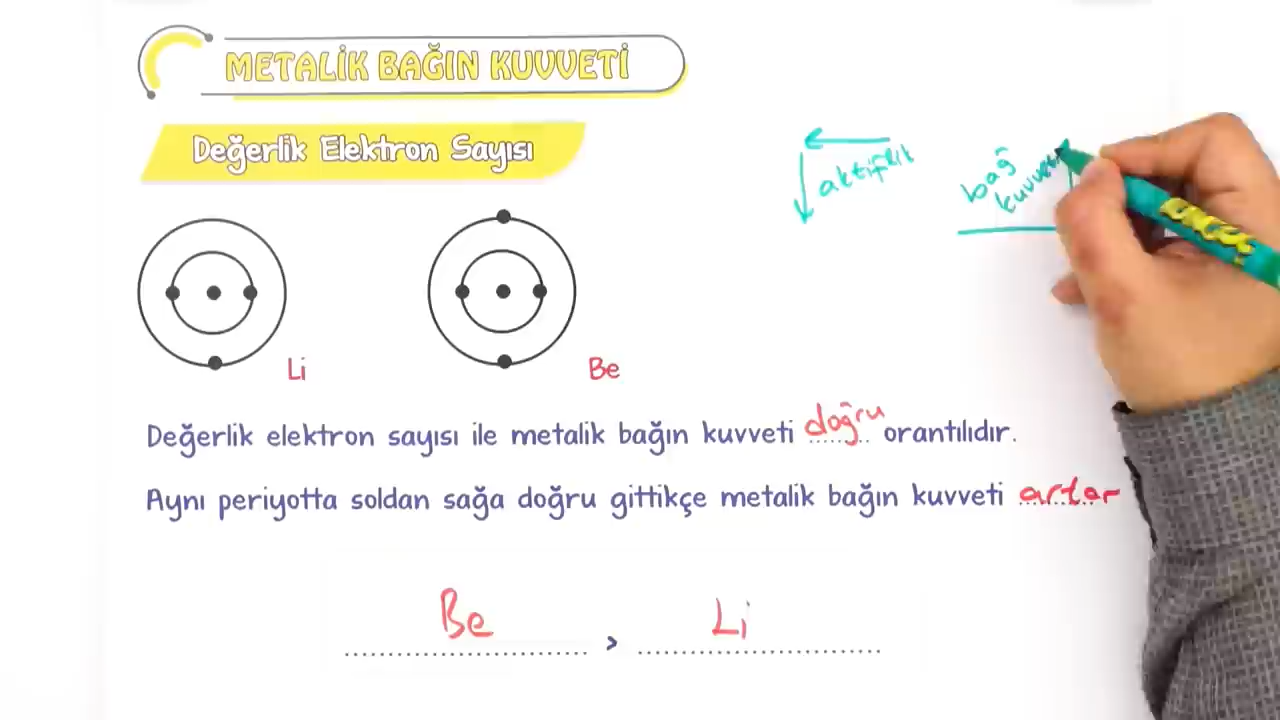 METALİK BAĞIN KUVVETİ
Değerlik Elektron Sayısı
aktiflik
bağ
kuvveti
Li
Be
Değerlik elektron sayısı ile metalik bağın kuvveti doğru orantılıdır.
Aynı periyotta soldan sağa doğru gittikçe metalik bağın kuvveti artar
Be > Li